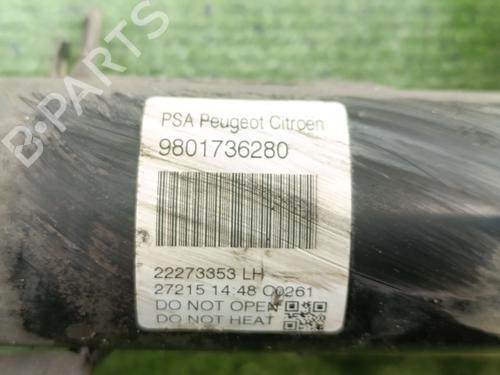 PSA Peugeot Citroen
9801736280
22273353 LH
27215 14:48 C0261
DO NOT OPEN
DO NOT HEAT
B-PARTS